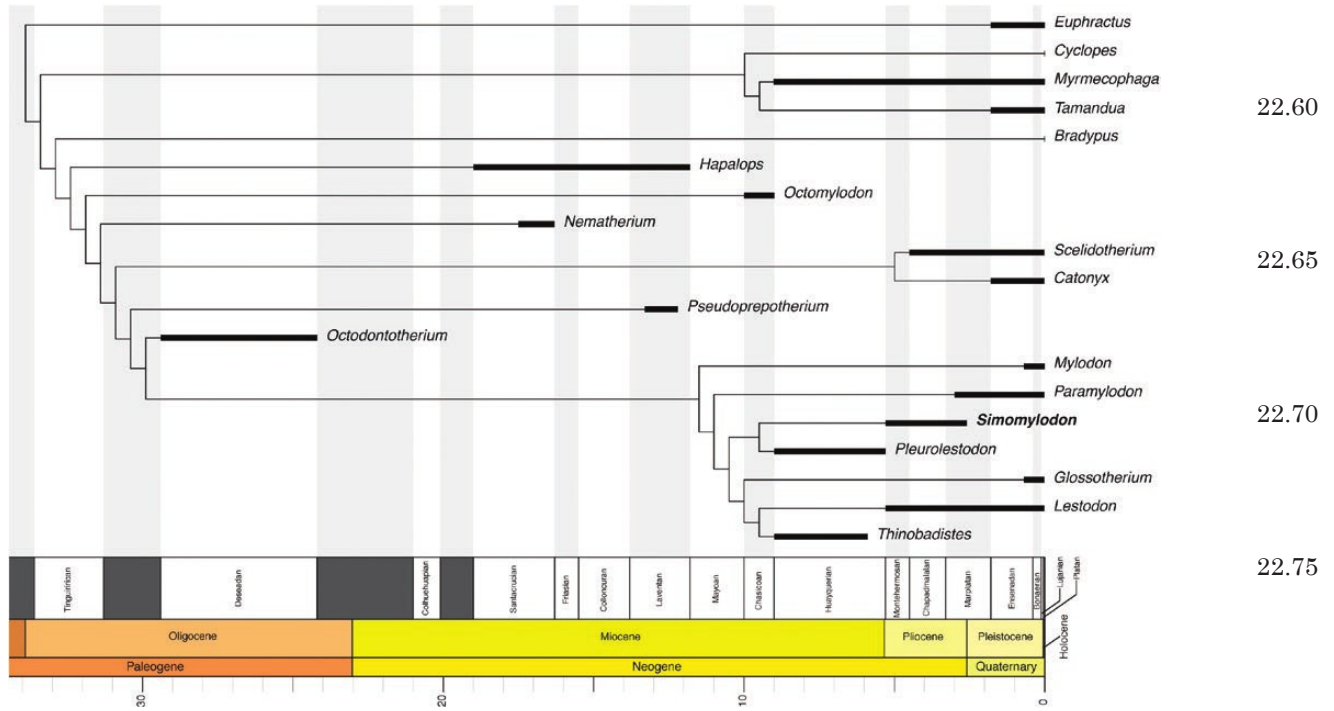 Euphractus
Cyclopes
Myrmecophaga
Tamandua
22.60
Bradypus
Hapalops
Octomylodon
Nematherium
Scelidotherium
22.65
Catonyx
Pseudoprepotherium
Octodontotherium
Mylodon
Paramylodon
22.70
Simomylodon
Pleurolestodon
Glossotherium
Lestodon
Thinobadistes
22.75
Tinguirirican
Deseadan
Colhuehuapian
Santacrucian
Friasian
Colloncuran
Laventan
Mayoan
Chasicoan
Huayquerian
Montehermosan
Chapadmalalan
Marplatan
Ensenadan
Bonaerian
Lujanian
Platan
Oligocene
Miocene
Pliocene
Pleistocene
Holocene
Paleogene
Neogene
Quaternary
30
20
10
0